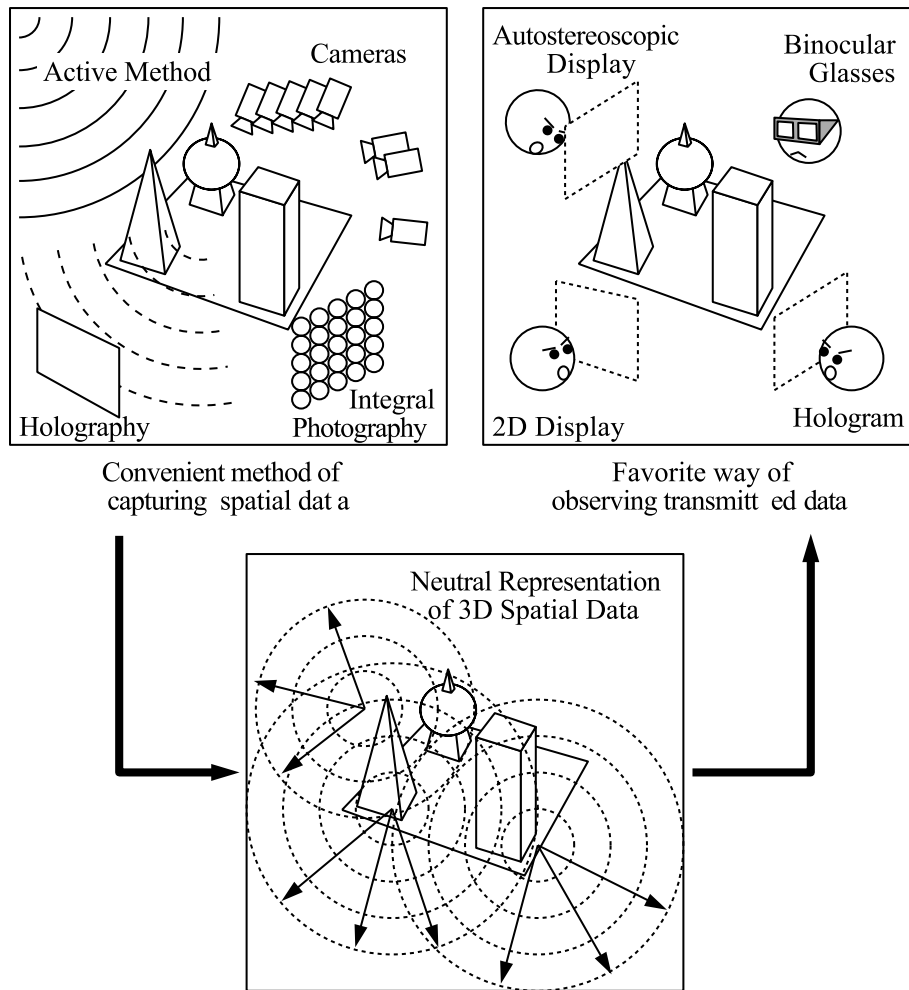 Active Method
Cameras
Holography
Integral
Photography
Autostereoscopic
Display
Binocular
Glasses
2D Display
Hologram
Convenient method of
capturing spatial dat a
Favorite way of
observing transmitt ed data
Neutral Representation
of 3D Spatial Data